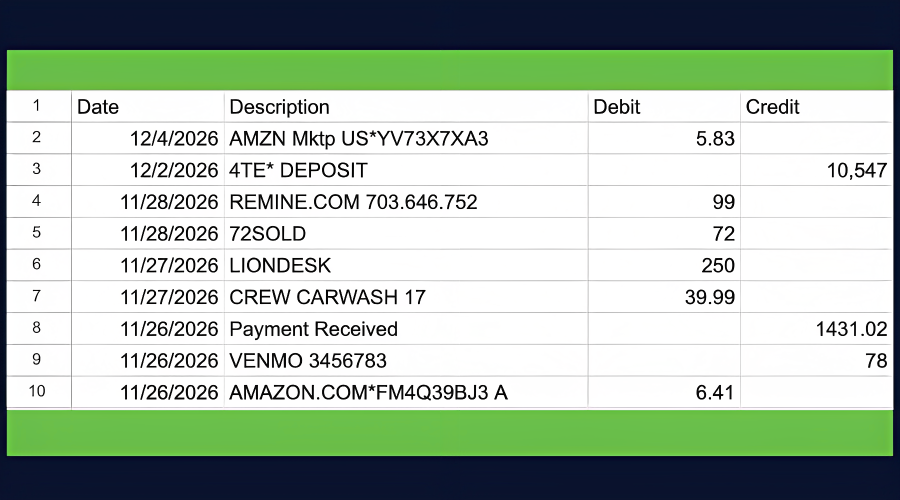 1 Date Description Debit Credit
2 12/4/2026 AMZN Mktp US*YV73X7XA3 5.83
3 12/2/2026 4TE* DEPOSIT 10,547
4 11/28/2026 REMINE.COM 703.646.752 99
5 11/28/2026 72SOLD 72
6 11/27/2026 LIONDESK 250
7 11/27/2026 CREW CARWASH 17 39.99
8 11/26/2026 Payment Received 1431.02
9 11/26/2026 VENMO 3456783 78
10 11/26/2026 AMAZON.COM*FM4Q39BJ3 A 6.41